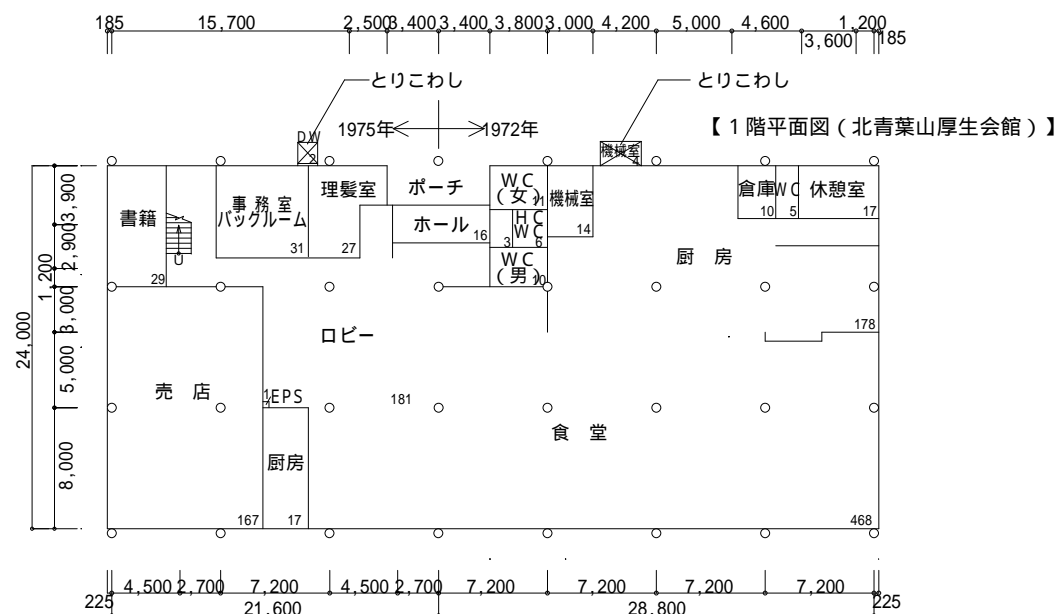 185 15,700 2,500 3,400 3,400 3,800 3,000 4,200 5,000 4,600 3,600 1,200 185
とりこわし とりこわし
1975年 1972年
【１階平面図（北青葉山厚生会館）】
DW
2
機械室
4
3,900
2,900
1,200
3,000
5,000
8,000
24,000
書籍
29
U
事務室
バックルーム
31
理髪室
27
ポーチ
ホール
16
WC
(女)
11
HC
WC
3 6
WC
(男)
10
機械室
14
倉庫
10
WC
5
休憩室
17
厨房
178
ロビー
181
売店
167
1
EPS
厨房
17
食堂
468
4,500 2,700 7,200 4,500 2,700 7,200 7,200 7,200 7,200
225 21,600 28,800 225